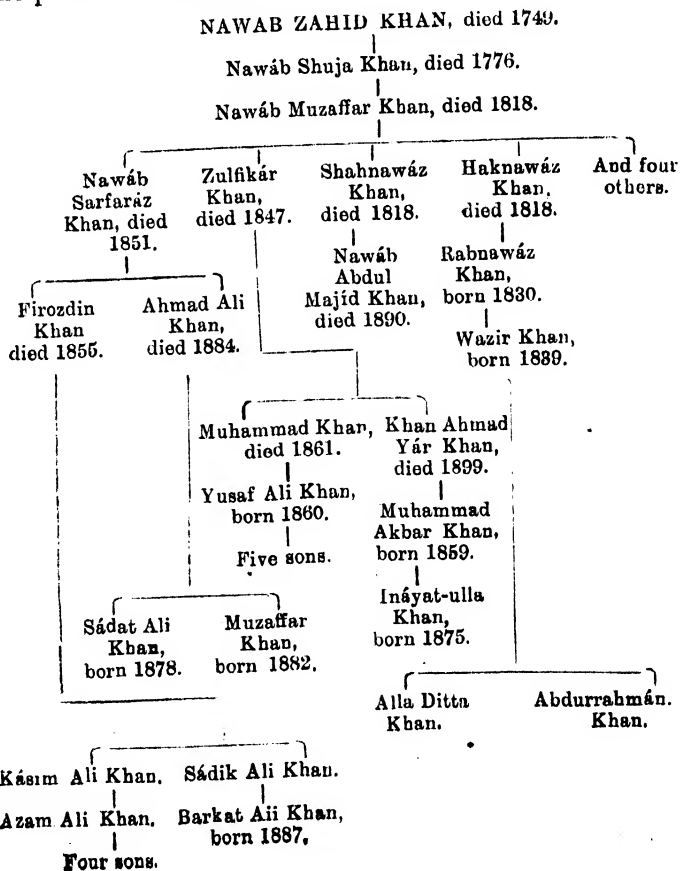 NAWAB ZAHID KHAN, died 1749.
Nawáb Shuja Khan, died 1776.
Nawáb Muzaffar Khan, died 1818.
Nawáb
Sarfaráz
Khan, died
1851.
Zulfikár
Khan,
died 1847.
Shahnawáz
Khan,
died 1818.
Haknawáz
Khan,
died 1818.
And four
others.
Firozdin
Khan
died 1855.
Ahmad Ali
Khan,
died 1884.
Nawáb
Abdul
Majíd Khan,
died 1890.
Rabnawáz
Khan,
born 1830.
Wazir Khan,
born 1839.
Muhammad Khan,
died 1861.
Yusaf Ali Khan,
born 1860.
Five sons.
Khan Ahmad
Yár Khan,
died 1899.
Muhammad
Akbar Khan,
born 1859.
Ináyat-ulla
Khan,
born 1875.
Sádat Ali
Khan,
born 1878.
Muzaffar
Khan,
born 1882.
Alla Ditta
Khan.
Abdurrahmán.
Khan.
Kásim Ali Khan.
Azam Ali Khan.
Four sons.
Sádik Ali Khan.
Barkat Ali Khan,
born 1887.